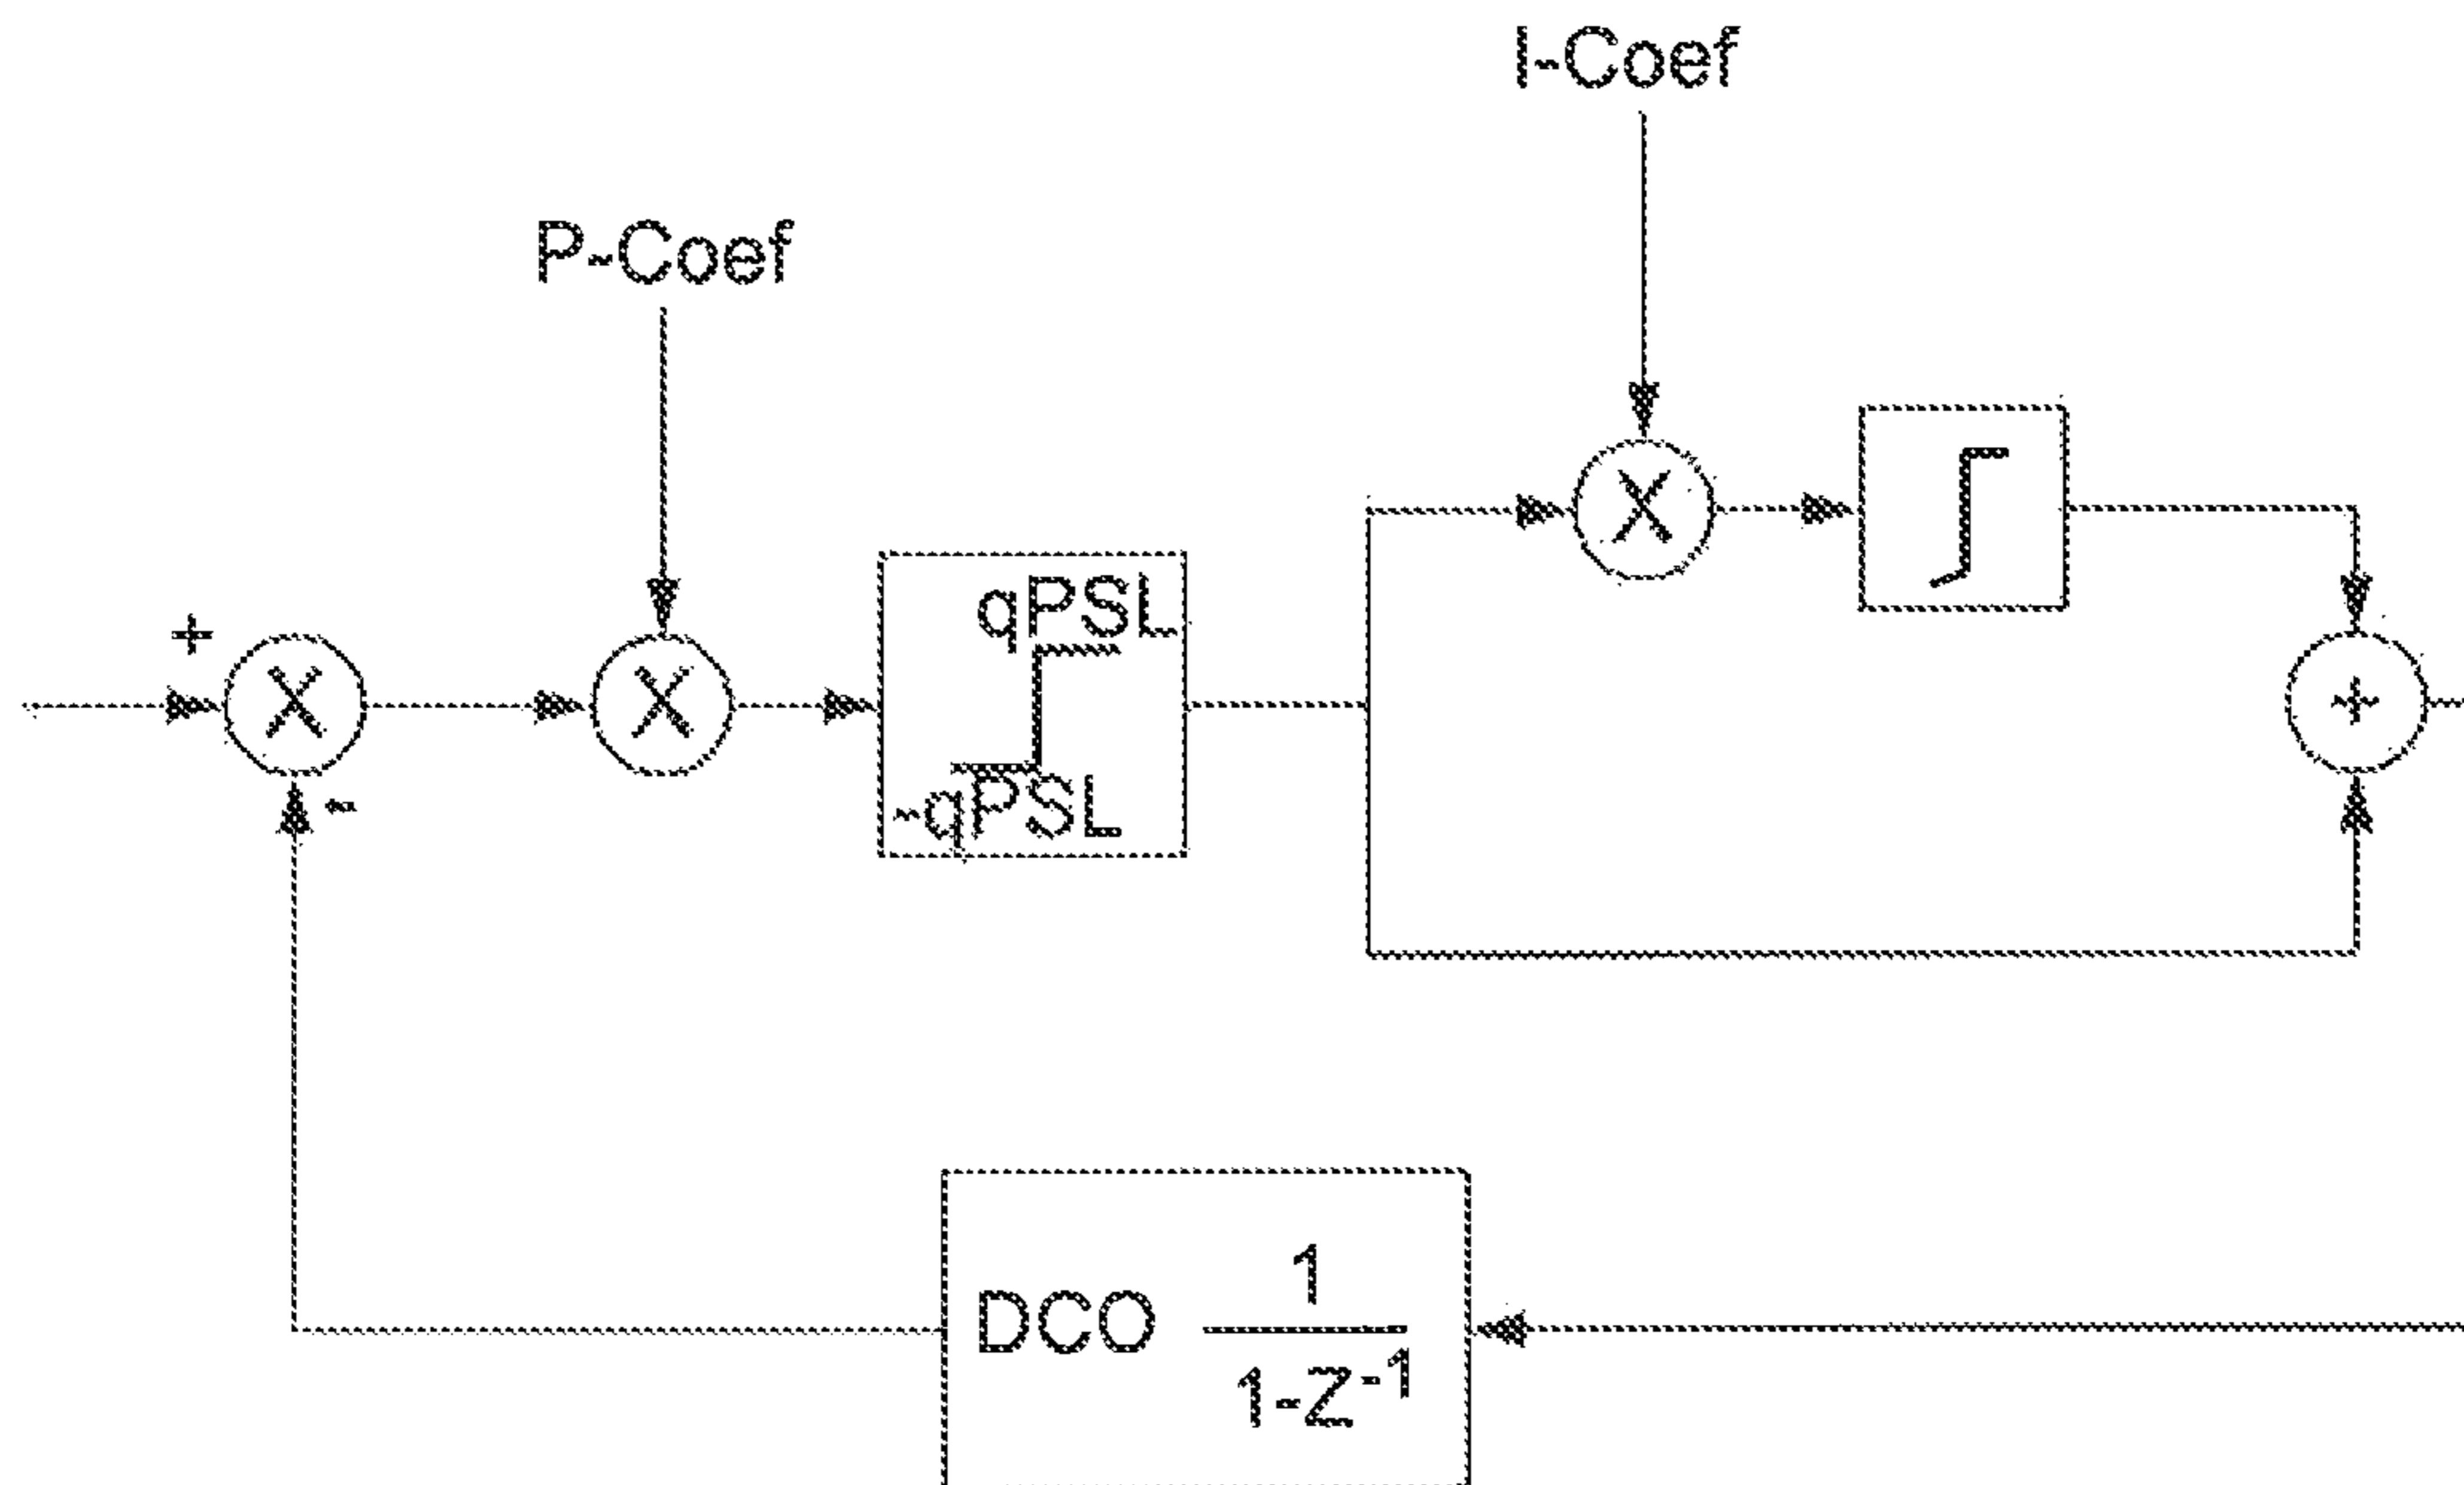 I-Coef
P-Coef
X
+
X
X
qPSL
-qPSL
+
-
DCO 1
1-Z⁻¹